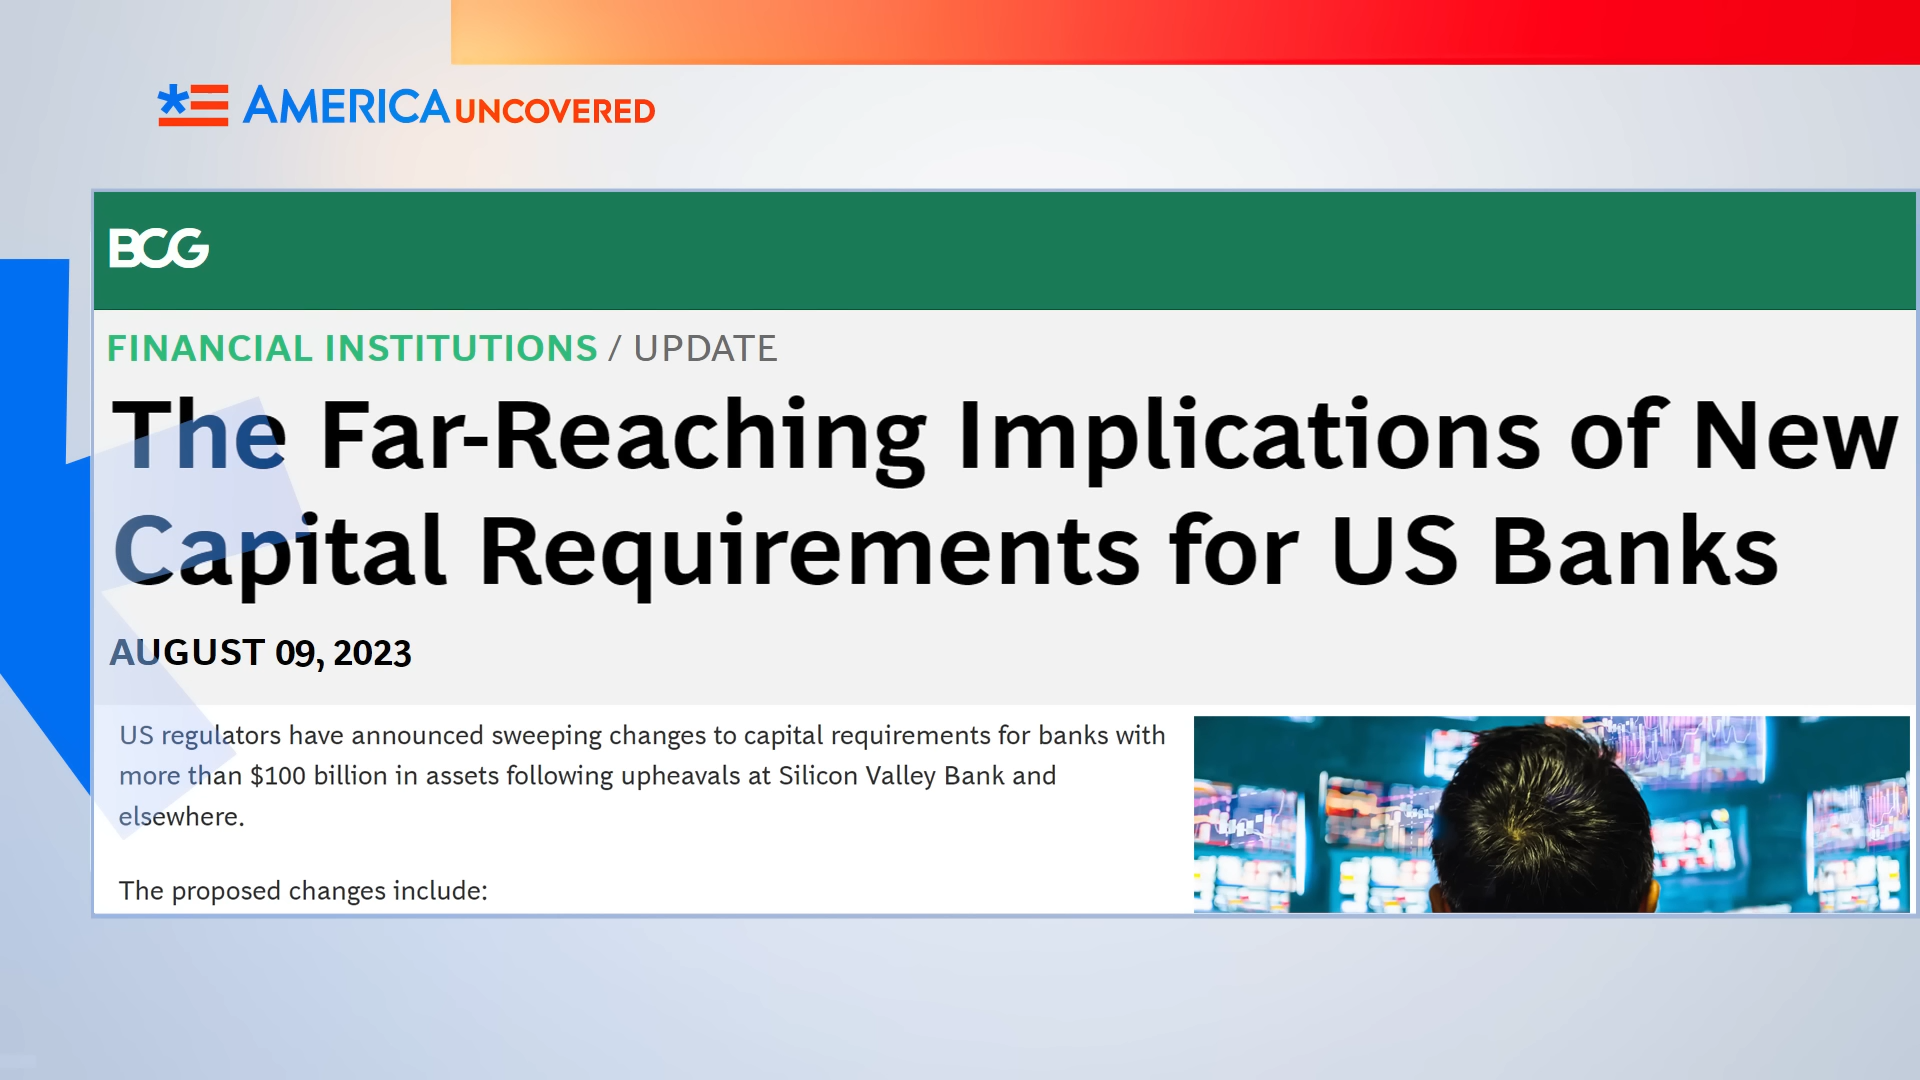 AMERICA UNCOVERED
BCG
FINANCIAL INSTITUTIONS / UPDATE
The Far-Reaching Implications of New
Capital Requirements for US Banks
AUGUST 09, 2023
US regulators have announced sweeping changes to capital requirements for banks with
more than $100 billion in assets following upheavals at Silicon Valley Bank and
elsewhere.
The proposed changes include: